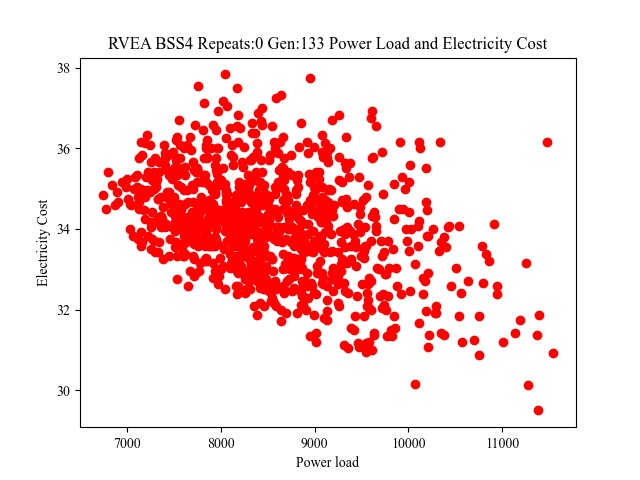 RVEA BSS4 Repeats:0 Gen:133 Power Load and Electricity Cost
38
36
34
32
30
Electricity Cost
7000 8000 9000 10000 11000
Power load